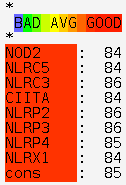 *
BAD AVG GOOD
*
NOD2 : 84
NLRC5 : 84
NLRC3 : 86
CIITA : 84
NLRP2 : 86
NLRP3 : 86
NLRP4 : 85
NLRX1 : 84
cons : 85